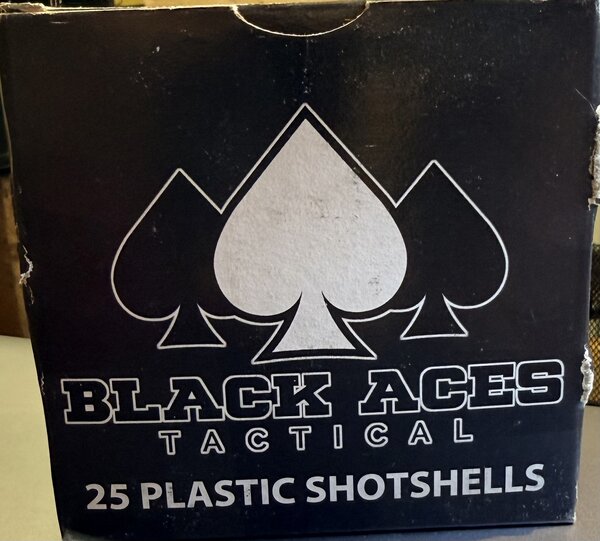 BLACK ACES
TACTICAL
25 PLASTIC SHOTSHELLS